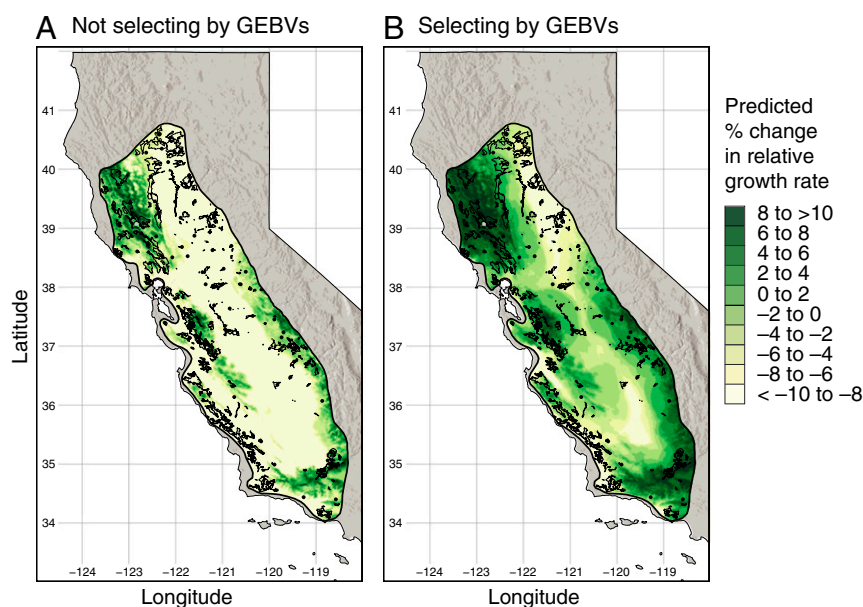 A Not selecting by GEBVs
B Selecting by GEBVs
Latitude
41
40
39
38
37
36
35
34
−124 −123 −122 −121 −120 −119
Longitude
41
40
39
38
37
36
35
34
−124 −123 −122 −121 −120 −119
Longitude
Predicted
% change
in relative
growth rate
8 to >10
6 to 8
4 to 6
2 to 4
0 to 2
−2 to 0
−4 to −2
−6 to −4
−8 to −6
< −10 to −8